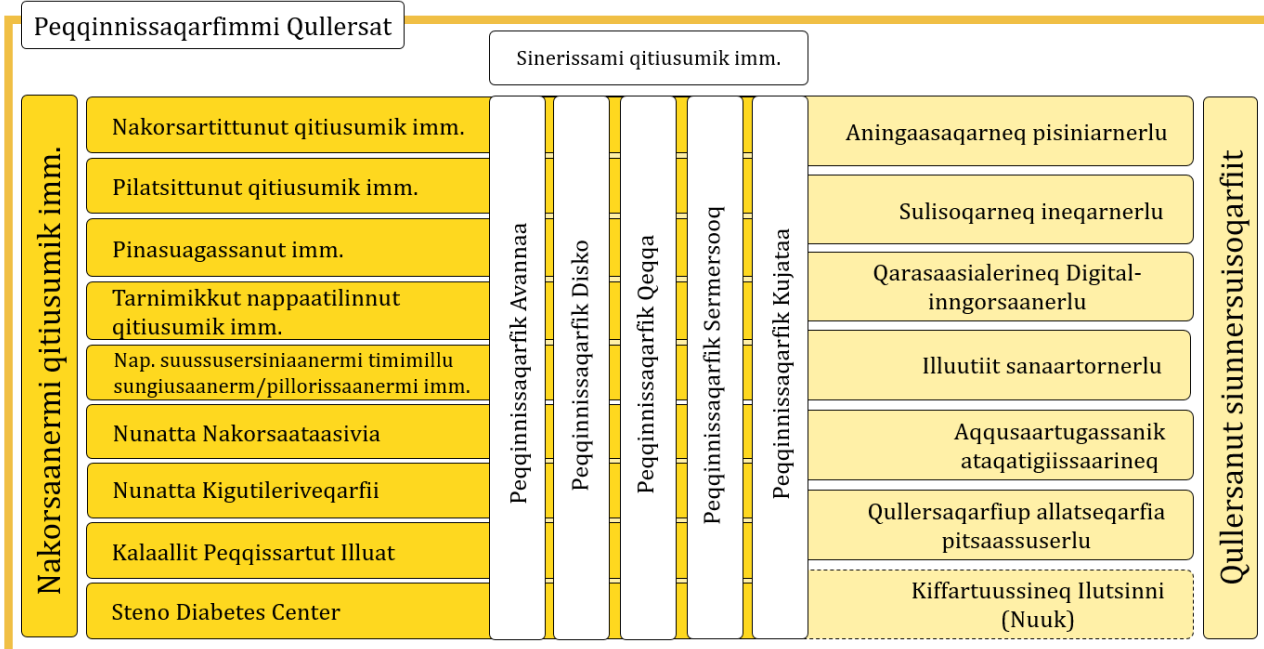 Peqqinnissaqarfimmi Qullersat
Sinerissami qitiusumik imm.
Nakorsaanermi qitiusumik imm.
Nakorsartittunut qitiusumik imm.
Pilatsittunut qitiusumik imm.
Pinasuagassanut imm.
Tarnimikkut nappaatilinnut
qitiusumik imm.
Nap. suussusersiniaanermi timimillu
sungiusaanerm/pillorissaanermi imm.
Nunatta Nakorsaataasivia
Nunatta Kigutileriveqarfii
Kalaallit Peqqissartut Illuat
Steno Diabetes Center
Peqqinnissaqarfik Avannaa
Peqqinnissaqarfik Disko
Peqqinnissaqarfik Qeqqa
Peqqinnissaqarfik Sermersooq
Peqqinnissaqarfik Kujataa
Aningaasaqarneq pisiniarnerlu
Sulisoqarneq ineqarnerlu
Qarasaasialerineq Digital-
inngorsaanerlu
Illuutiit sanaartornerlu
Aqqusaartugassanik
ataqatigiissaarineq
Qullersaqarfiup allatseqarfia
pitsaassuserlu
Kiffartuussineq Ilutsinni
(Nuuk)
Qullersanut siunnersuisoqarfiit